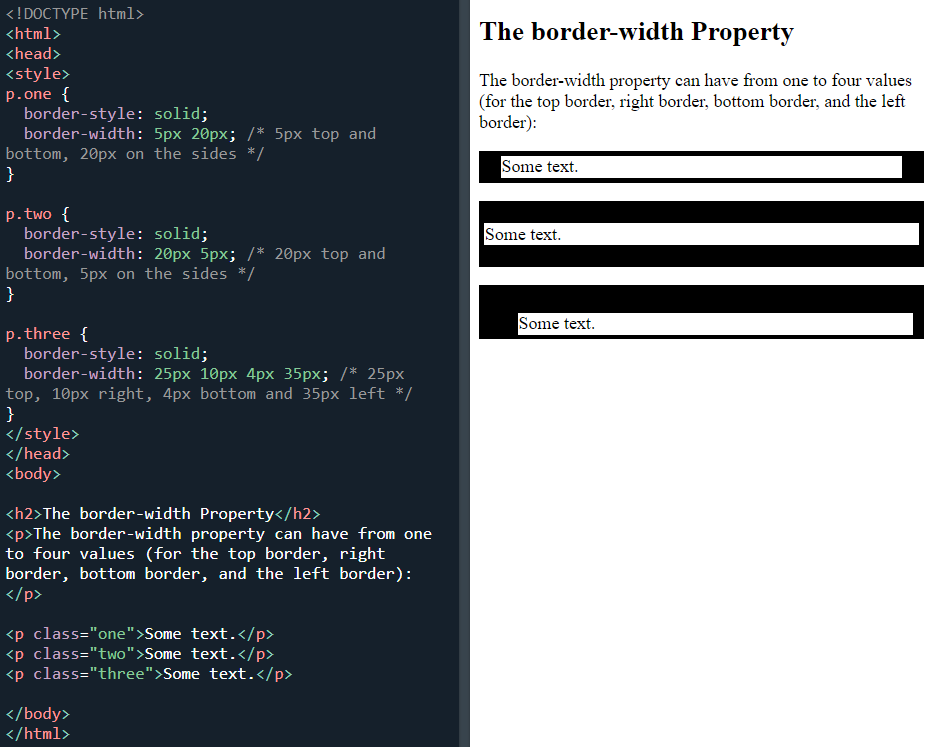 <!DOCTYPE html>
<html>
<head>
<style>
p.one {
  border-style: solid;
  border-width: 5px 20px; /* 5px top and
bottom, 20px on the sides */
}

p.two {
  border-style: solid;
  border-width: 20px 5px; /* 20px top and
bottom, 5px on the sides */
}

p.three {
  border-style: solid;
  border-width: 25px 10px 4px 35px; /* 25px
top, 10px right, 4px bottom and 35px left */
}
</style>
</head>
<body>

<h2>The border-width Property</h2>
<p>The border-width property can have from one
to four values (for the top border, right
border, bottom border, and the left border):
</p>

<p class="one">Some text.</p>
<p class="two">Some text.</p>
<p class="three">Some text.</p>

</body>
</html>
The border-width Property
The border-width property can have from one to four values
(for the top border, right border, bottom border, and the left
border):
Some text.
Some text.
Some text.